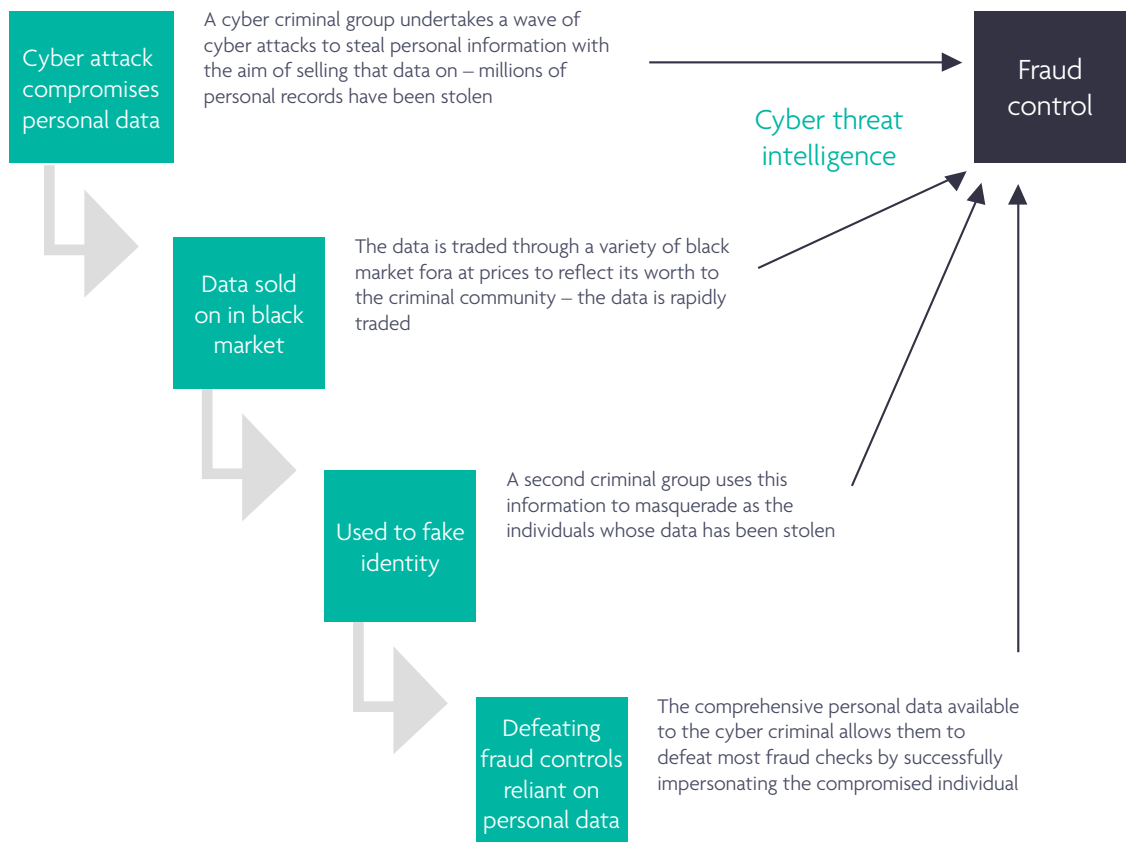 Cyber attack
compromises
personal data
A cyber criminal group undertakes a wave of
cyber attacks to steal personal information with
the aim of selling that data on – millions of
personal records have been stolen
Fraud
control
Cyber threat
intelligence
Data sold
on in black
market
The data is traded through a variety of black
market fora at prices to reflect its worth to
the criminal community – the data is rapidly
traded
Used to fake
identity
A second criminal group uses this
information to masquerade as the
individuals whose data has been stolen
Defeating
fraud controls
reliant on
personal data
The comprehensive personal data available
to the cyber criminal allows them to
defeat most fraud checks by successfully
impersonating the compromised individual